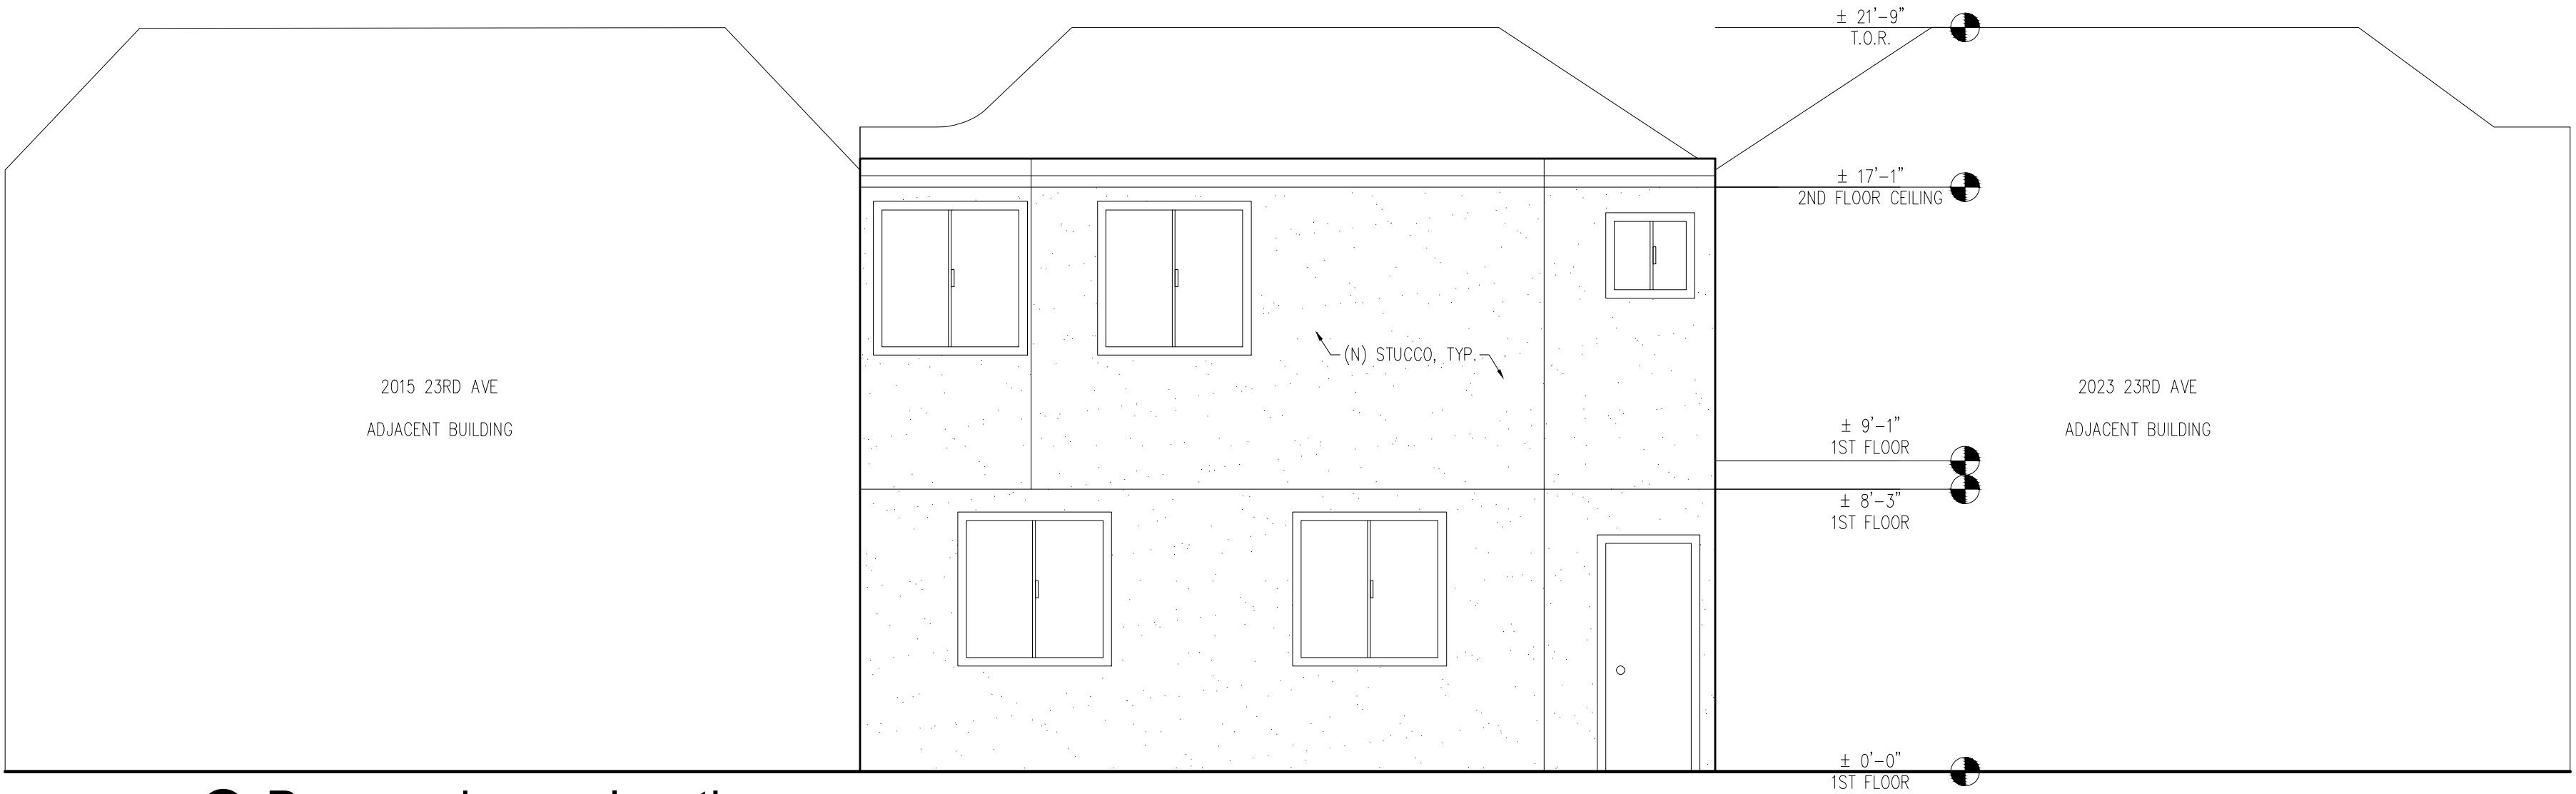 ± 21'-9"
T.O.R.
± 17'-1"
2ND FLOOR CEILING
(N) STUCCO, TYP.
2015 23RD AVE
ADJACENT BUILDING
2023 23RD AVE
ADJACENT BUILDING
± 9'-1"
1ST FLOOR
± 8'-3"
1ST FLOOR
± 0'-0"
1ST FLOOR